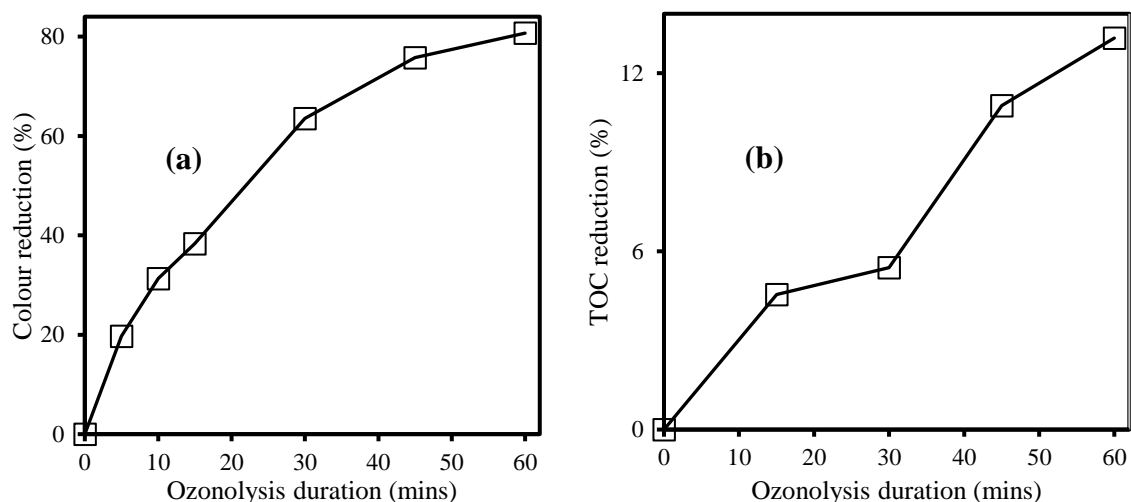 80
60
40
20
0
Colour reduction (%)
(a)
0 10 20 30 40 50 60
Ozonolysis duration (mins)
12
6
0
TOC reduction (%)
(b)
0 10 20 30 40 50 60
Ozonolysis duration (mins)